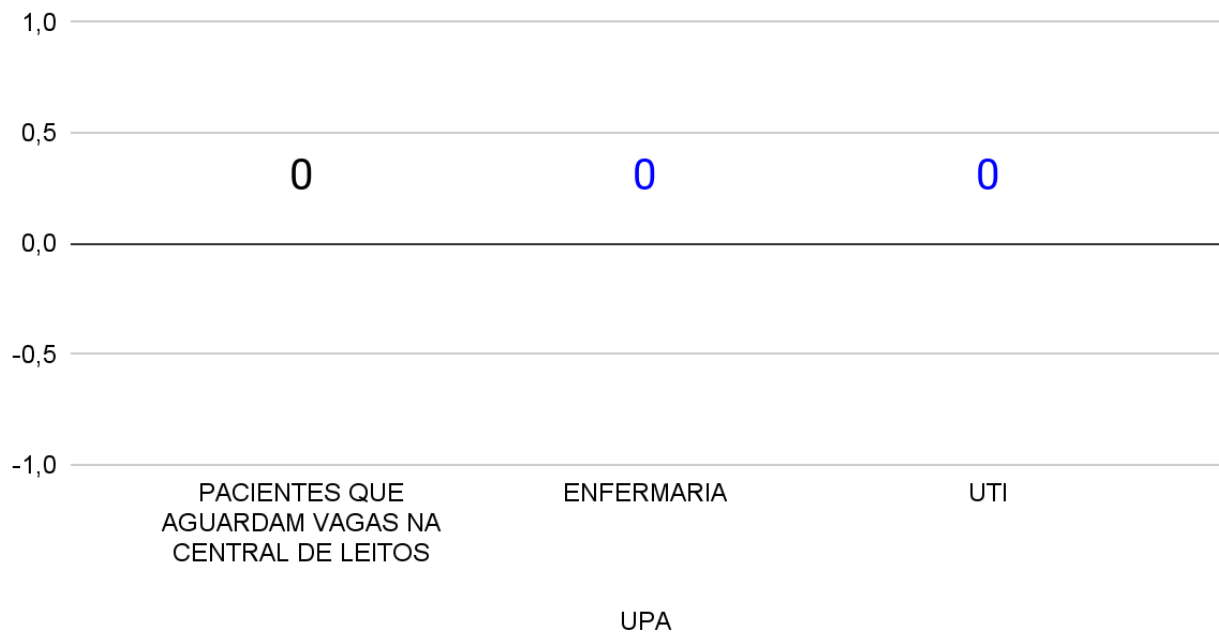 1,0
0,5
0 0 0
0,0
-0,5
-1,0
PACIENTES QUE ENFERMARIA UTI
AGUARDAM VAGAS NA
CENTRAL DE LEITOS
UPA